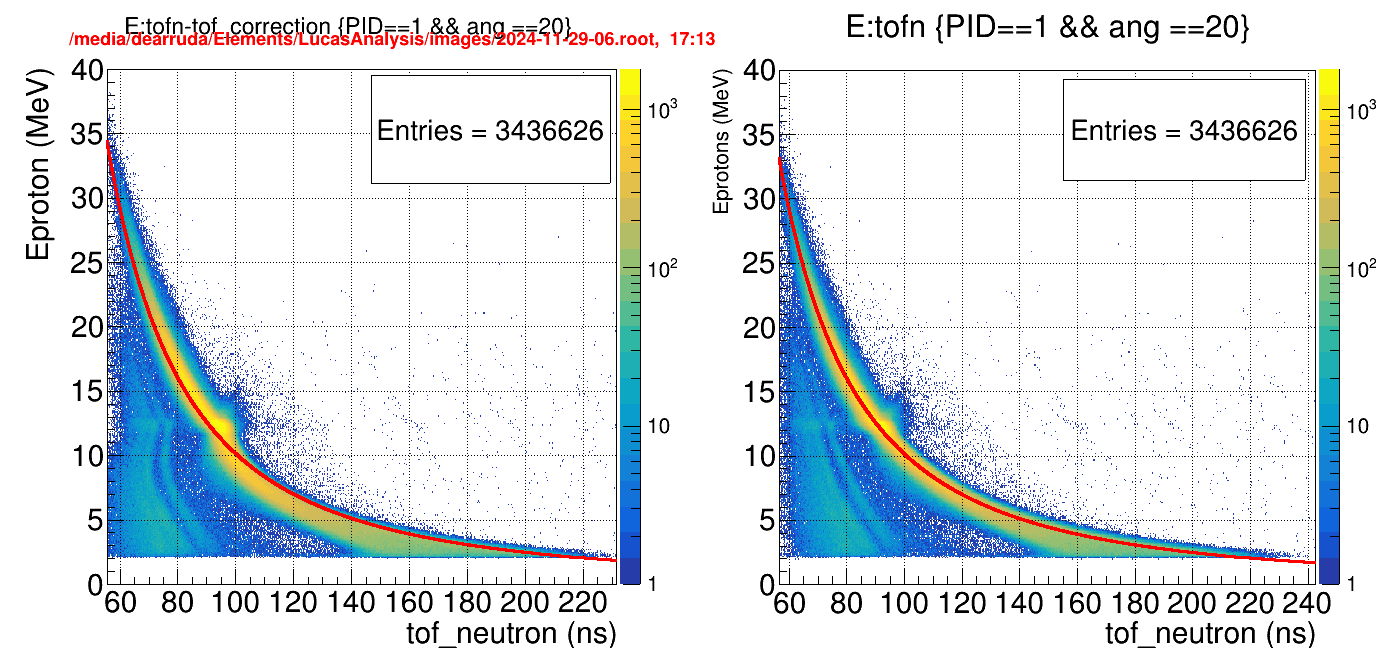 E:tofn-tof_correction {PID==1 && ang ==20}
/media/dearruda/Elements/LucasAnalysis/images/2024-11-29-06.root, 17:13
Eproton (MeV)
40
35
30
25
20
15
10
5
0
Entries = 3436626
60 80 100 120 140 160 180 200 220
tof_neutron (ns)
10³
10²
10
1
E:tofn {PID==1 && ang ==20}
Eprotons (MeV)
40
35
30
25
20
15
10
5
0
Entries = 3436626
60 80 100 120 140 160 180 200 220 240
tof_neutron (ns)
10³
10²
10
1